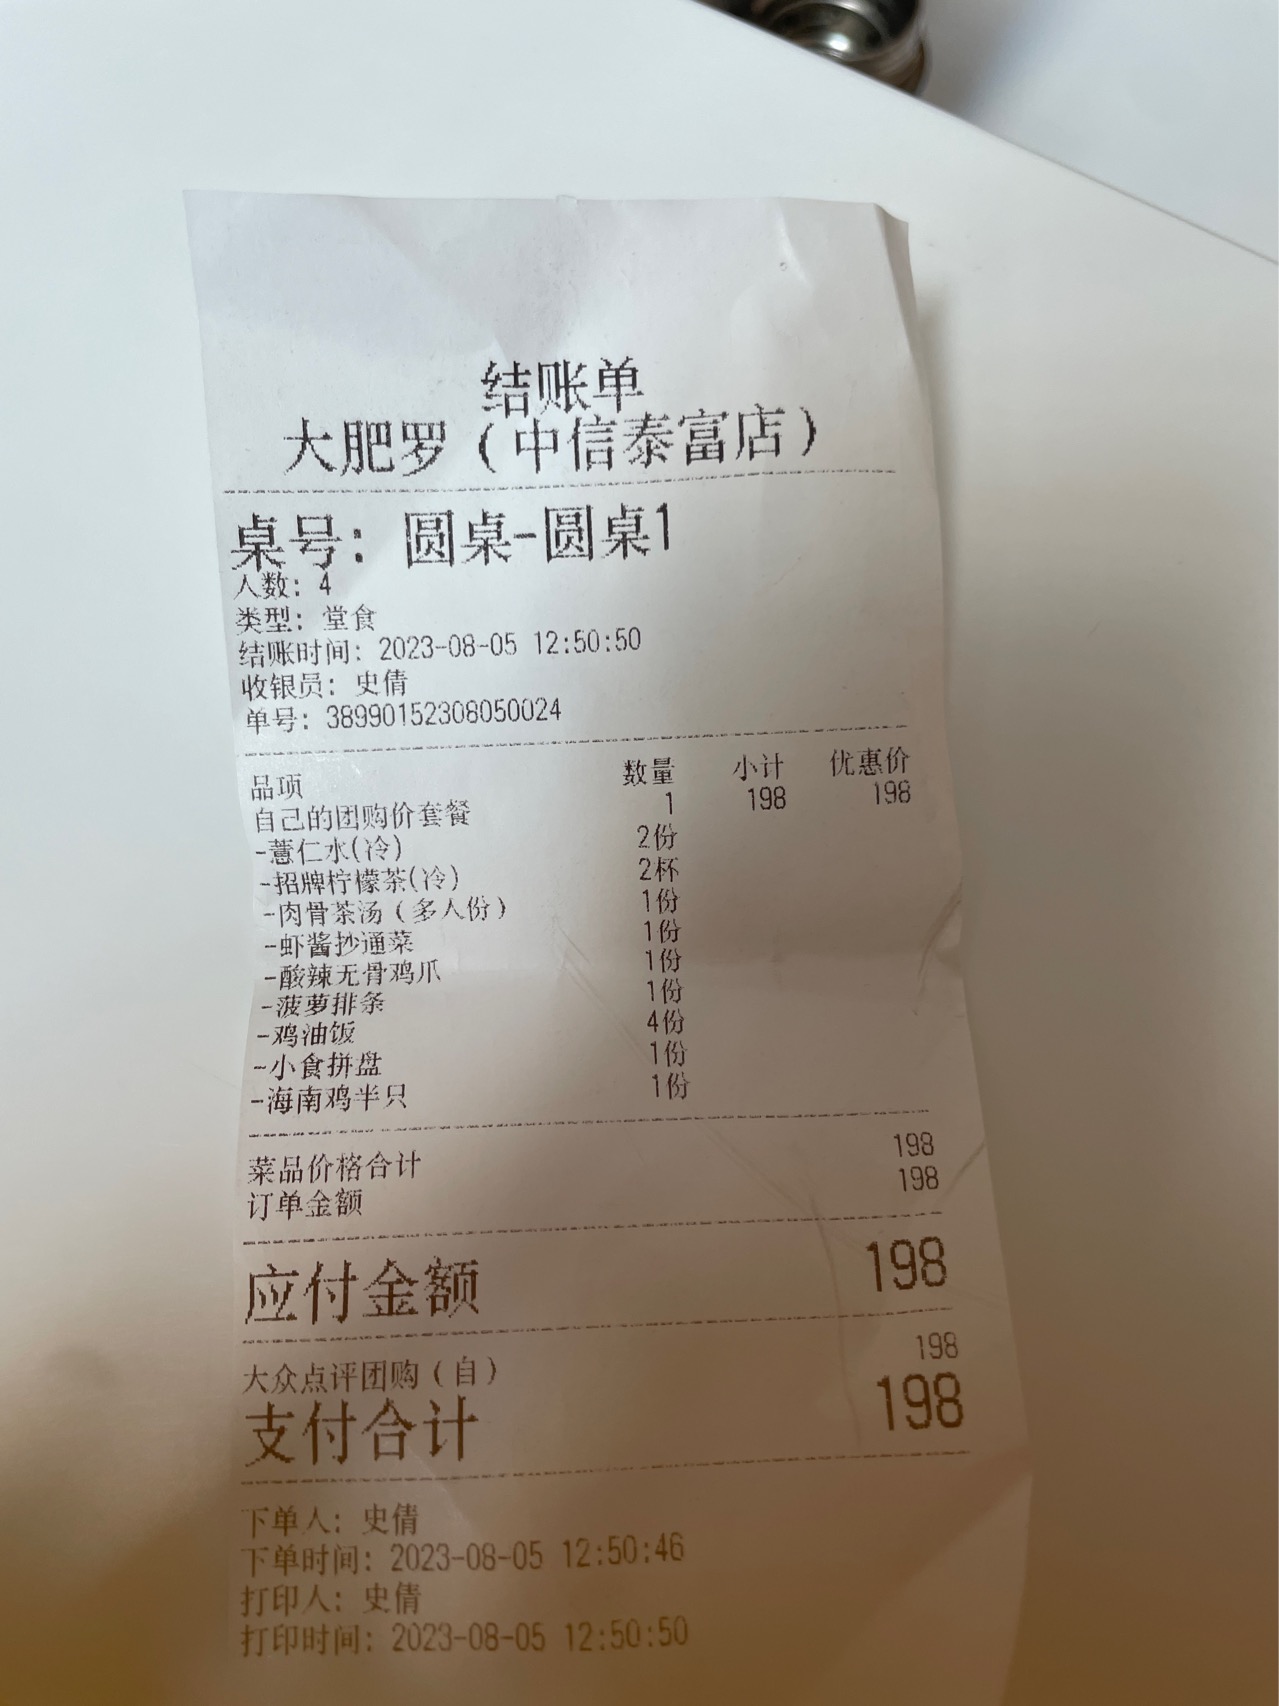 结账单
大肥罗（中信泰富店）
桌号：圆桌-圆桌1
人数：4
类型：堂食
结账时间：2023-08-05 12:50:50
收银员：史倩
单号：38990152308050024
品项 数量 小计 优惠价
自己的团购价套餐 1 198 198
-薏仁水(冷) 2份
-招牌柠檬茶(冷) 2杯
-肉骨茶汤（多人份） 1份
-虾酱抄通菜 1份
-酸辣无骨鸡爪 1份
-菠萝排条 1份
-鸡油饭 4份
-小食拼盘 1份
-海南鸡半只 1份
菜品价格合计 198
订单金额 198
应付金额 198
大众点评团购（自） 198
支付合计 198
下单人：史倩
下单时间：2023-08-05 12:50:46
打印人：史倩
打印时间：2023-08-05 12:50:50